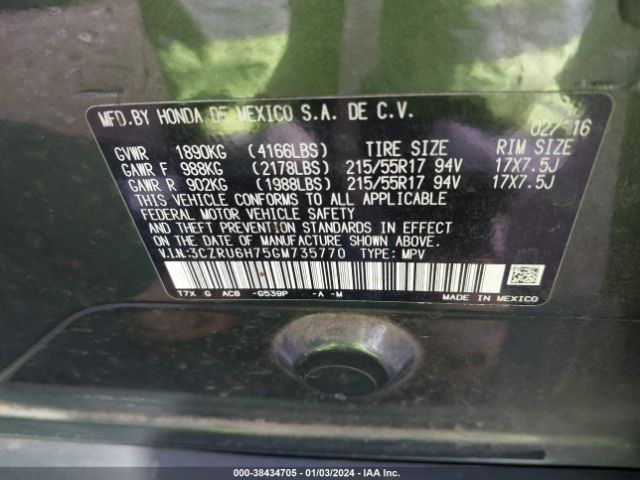 MFD.BY HONDA DE MEXICO S.A. DE C.V.
02/16
GVWR 1890KG (4166LBS) TIRE SIZE RIM SIZE
GAWR F 988KG (2178LBS) 215/55R17 94V 17X7.5J
GAWR R 902KG (1988LBS) 215/55R17 94V 17X7.5J
THIS VEHICLE CONFORMS TO ALL APPLICABLE
FEDERAL MOTOR VEHICLE SAFETY
AND THEFT PREVENTION STANDARDS IN EFFECT
ON THE DATE OF MANUFACTURE SHOWN ABOVE.
V.I.N:3CZRU6H75GM735770 TYPE: MPV
T7X G AC8 -G539P -A -M
MADE IN MEXICO
000-38434705 - 01/03/2024 - IAA Inc.